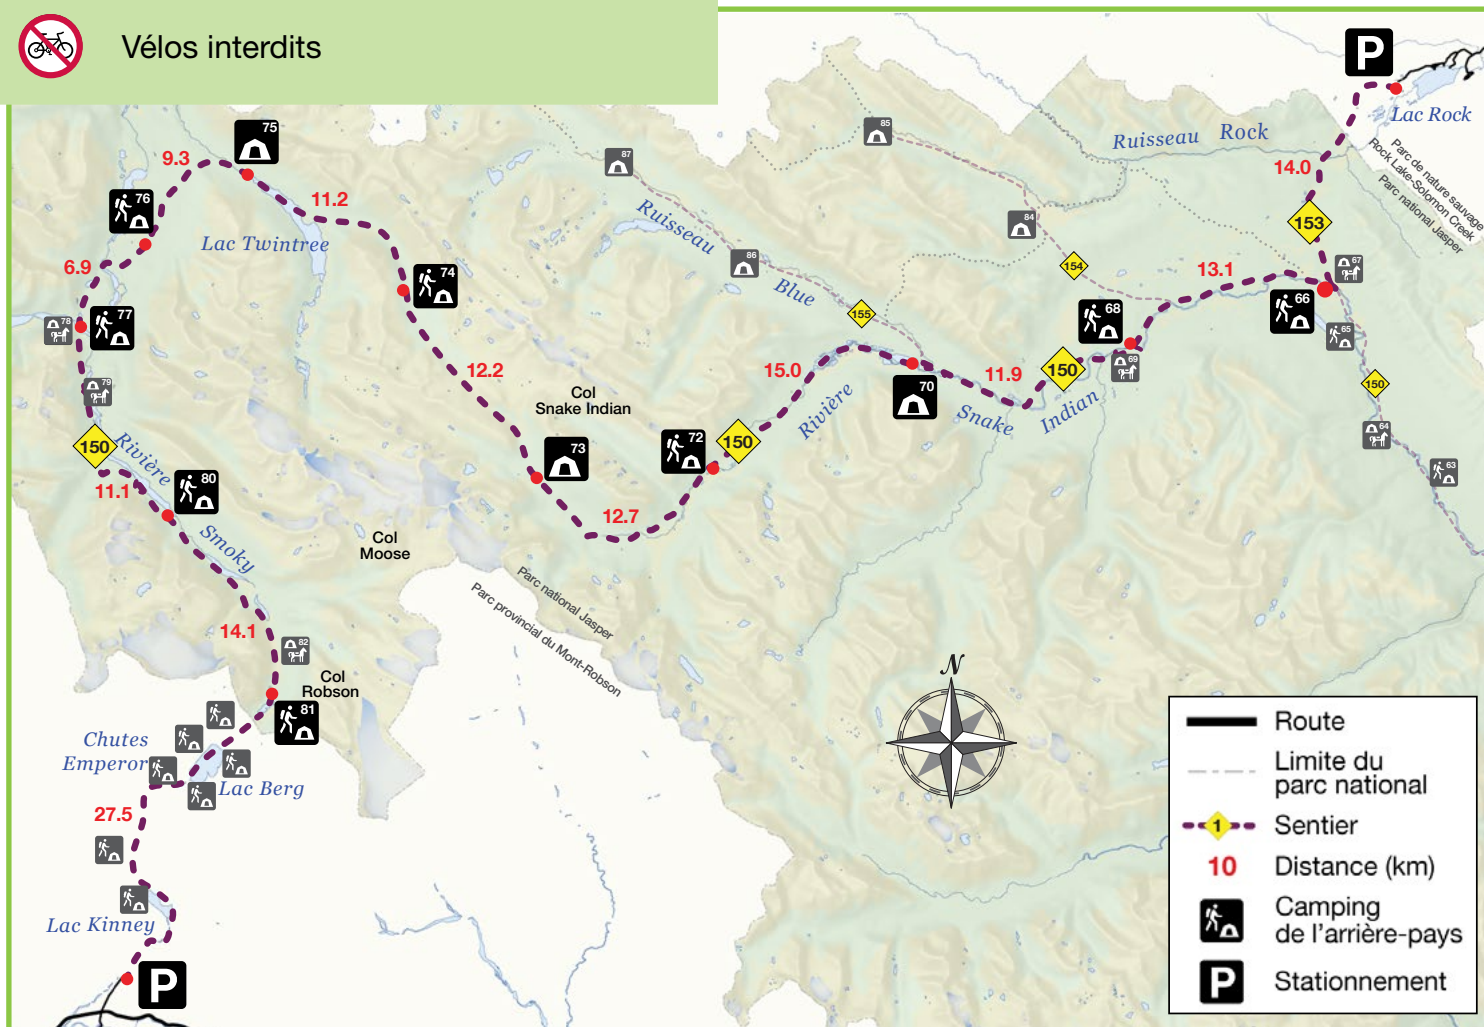 Vélos interdits
P
Lac Rock
Ruisseau Rock
Parc de nature sauvage
Rock Lake-Solomon Creek
Parc national Jasper
14.0
153
75
9.3
76
11.2
Lac Twintree
6.9
77
78
79
74
87
Ruisseau
Blue
86
85
84
154
155
13.1
67
66
65
68
69
150
64
63
12.2
Col
Snake Indian
15.0
Rivière
Snake
Indian
70
11.9
150
150
72
73
12.7
150
Rivière
Smoky
11.1
80
Col
Moose
Parc national Jasper
Parc provincial du Mont-Robson
14.1
82
Col
Robson
81
Chutes
Emperor
Lac Berg
27.5
Lac Kinney
P
N
Route
Limite du
parc national
1 Sentier
10 Distance (km)
Camping
de l'arrière-pays
P Stationnement